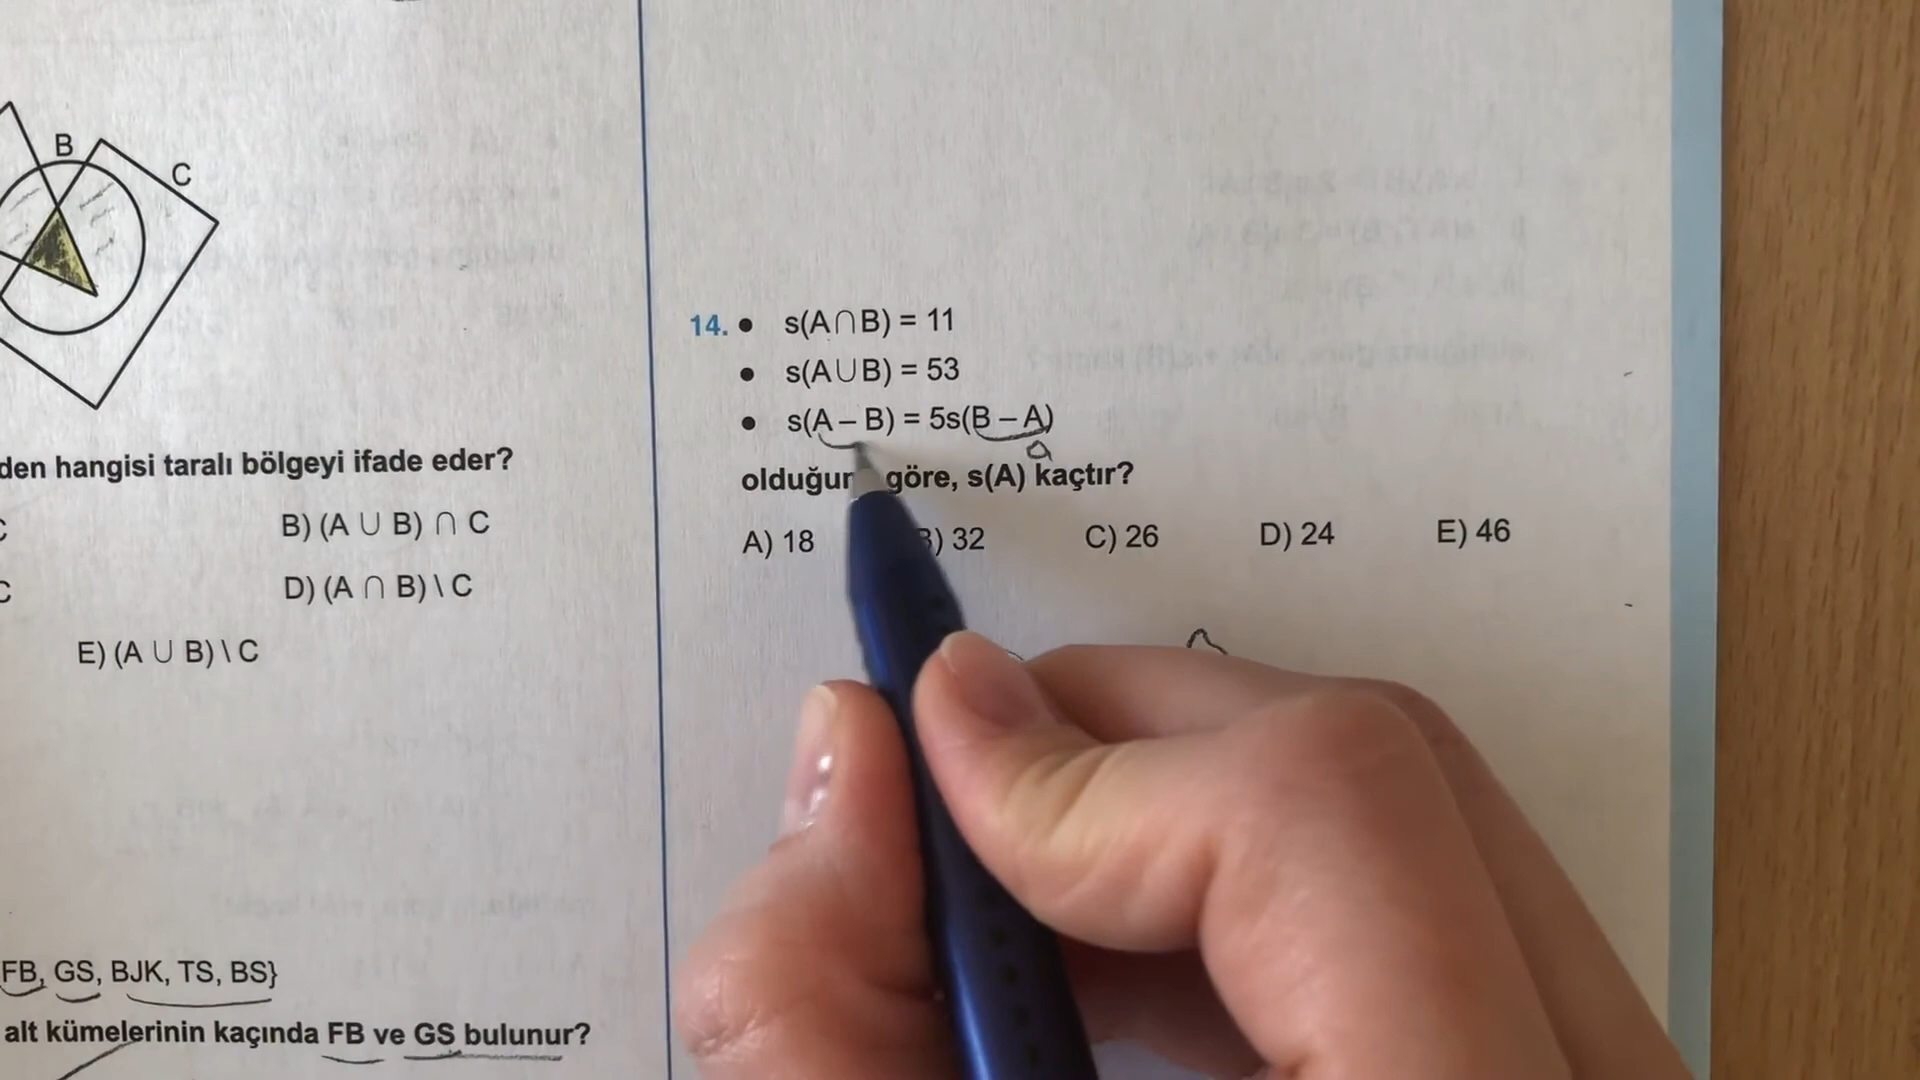 B
C
den hangisi taralı bölgeyi ifade eder?
C
B) (A ∪ B) ∩ C
C
D) (A ∩ B) \ C
E) (A ∪ B) \ C
FB, GS, BJK, TS, BS}
alt kümelerinin kaçında FB ve GS bulunur?
14. • s(A∩B) = 11
• s(A∪B) = 53
• s(A – B) = 5s(B – A)
a
göre, s(A) kaçtır?
A) 18 B) 32 C) 26 D) 24 E) 46